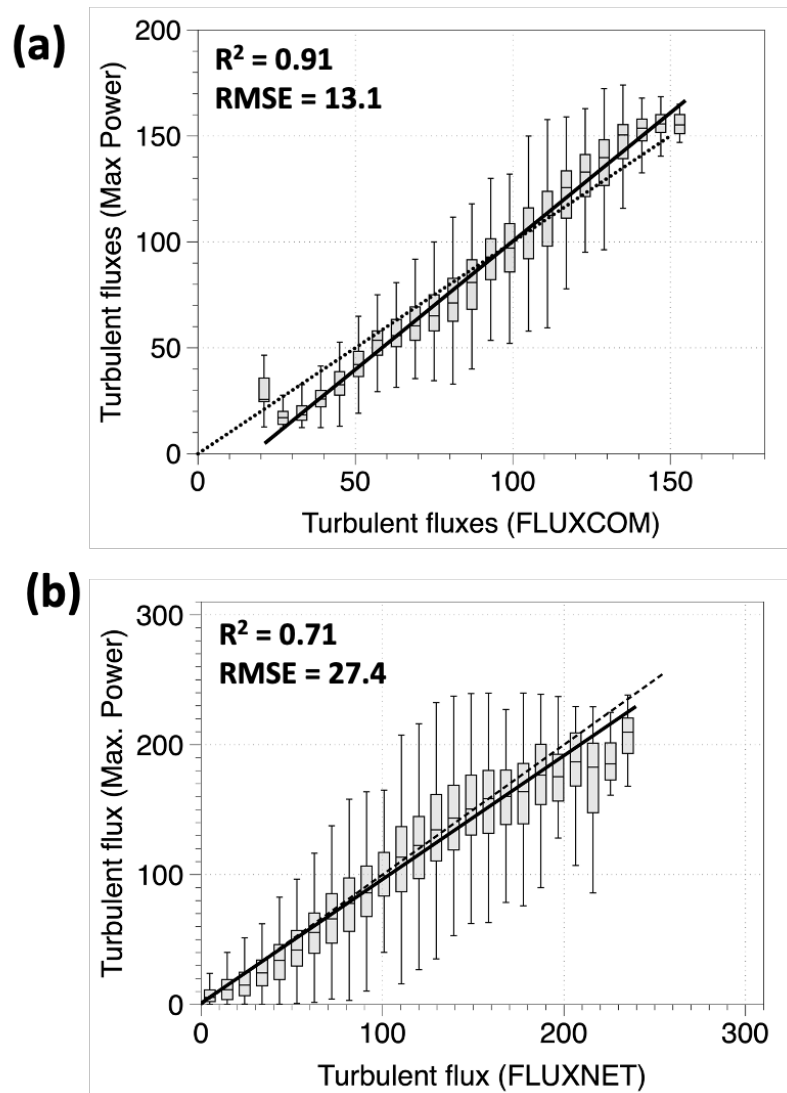 (a)
R² = 0.91
RMSE = 13.1
Turbulent fluxes (Max Power)
200
150
100
50
0
0 50 100 150
Turbulent fluxes (FLUXCOM)
(b)
R² = 0.71
RMSE = 27.4
Turbulent flux (Max. Power)
300
200
100
0
0 100 200 300
Turbulent flux (FLUXNET)